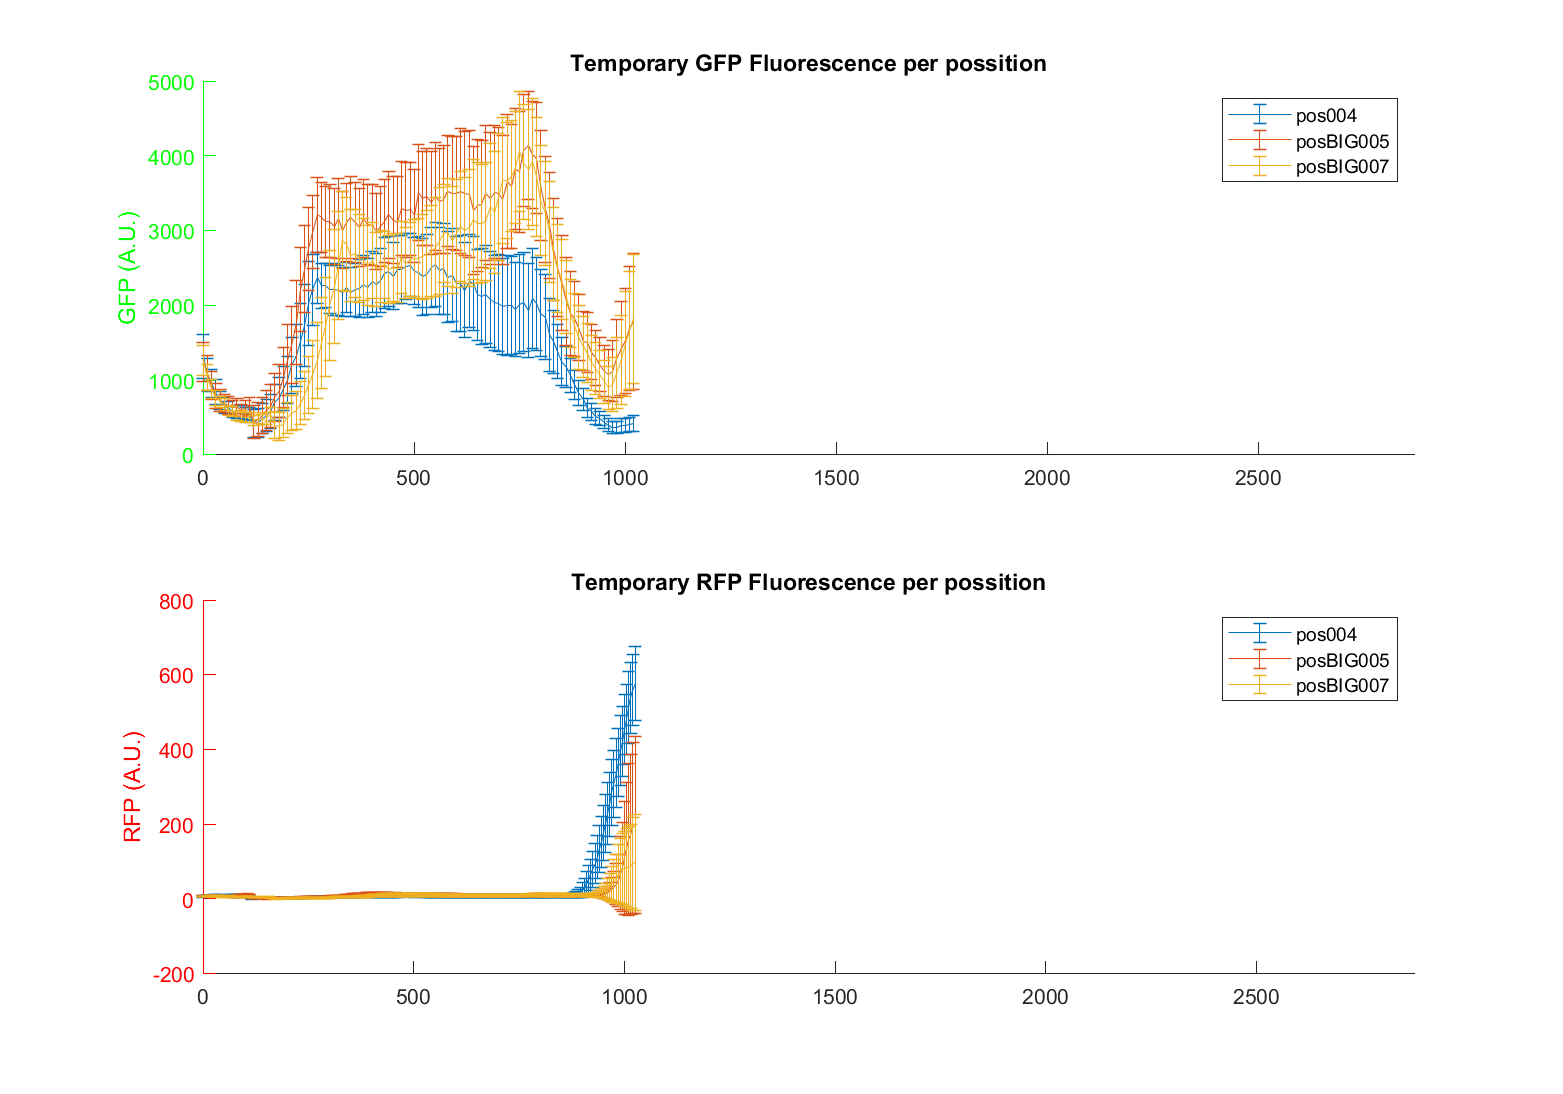 Temporary GFP Fluorescence per possition
5000
4000
3000
2000
1000
0
GFP (A.U.)
0 500 1000 1500 2000 2500
pos004
posBIG005
posBIG007
Temporary RFP Fluorescence per possition
800
600
400
200
0
-200
RFP (A.U.)
0 500 1000 1500 2000 2500
pos004
posBIG005
posBIG007